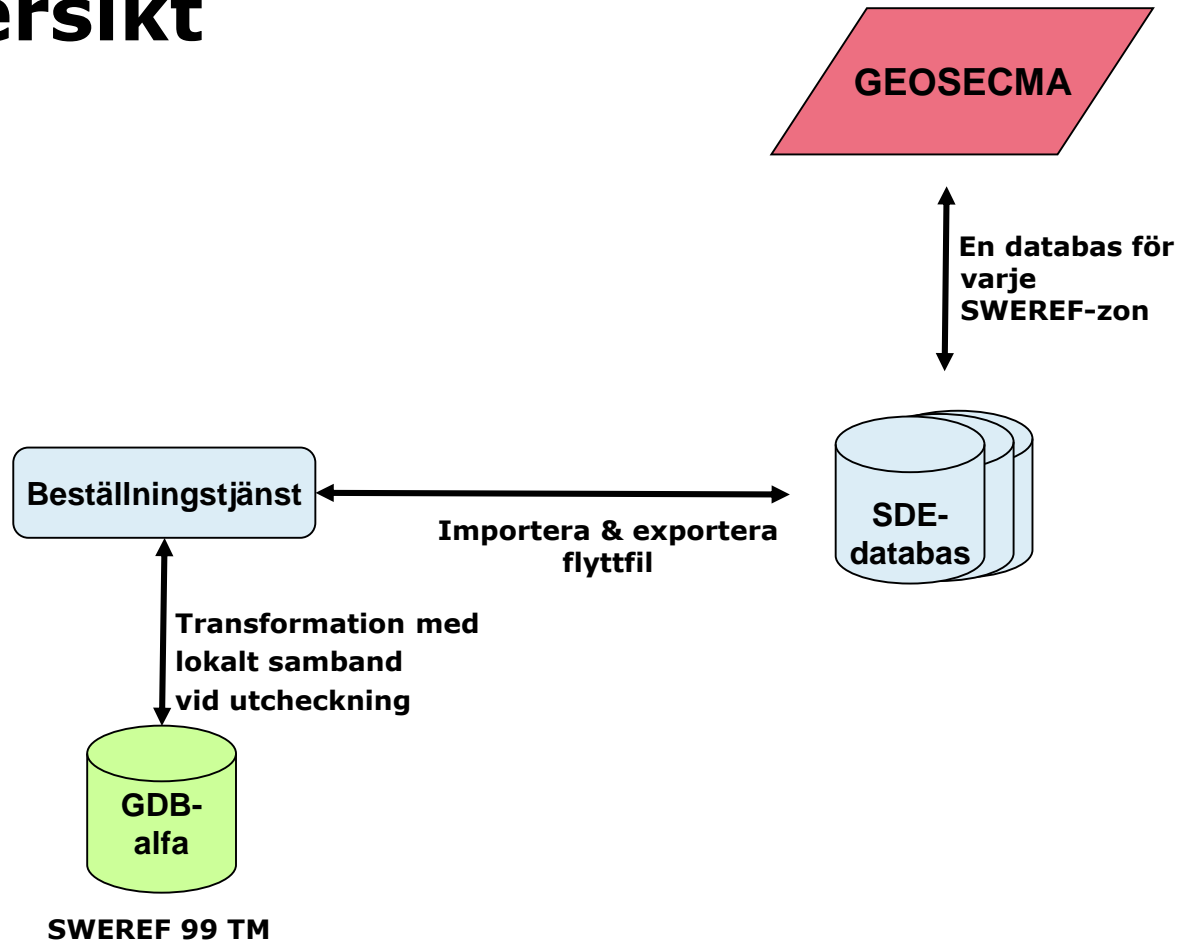 ersikt
GEOSECMA
En databas för
varje
SWEREF-zon
Beställningstjänst
Importera & exportera
flyttfil
SDE-
databas
Transformation med
lokalt samband
vid utcheckning
GDB-
alfa
SWEREF 99 TM